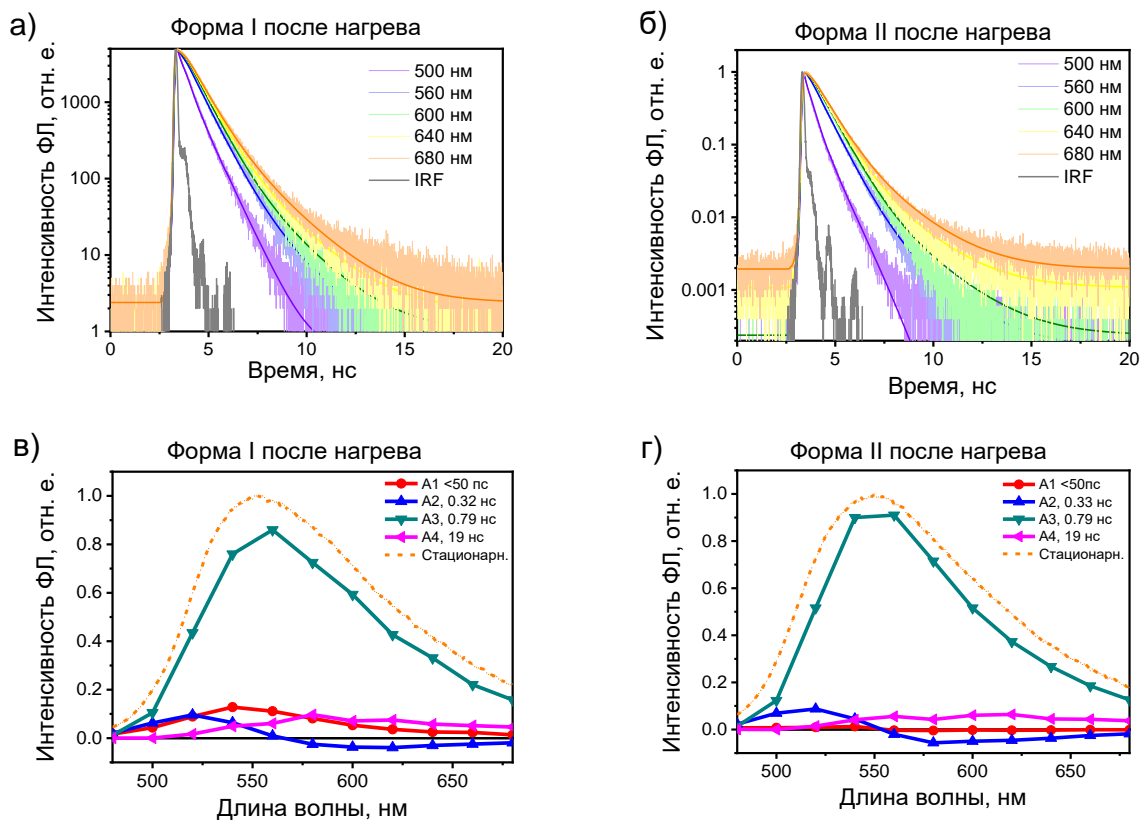 а)
Форма I после нагрева
Интенсивность ФЛ, отн. е.
1000
100
10
1
0
5
10
15
20
Время, нс
500 нм
560 нм
600 нм
640 нм
680 нм
IRF
б)
Форма II после нагрева
Интенсивность ФЛ, отн. е.
1
0.1
0.01
0.001
0
5
10
15
20
Время, нс
500 нм
560 нм
600 нм
640 нм
680 нм
IRF
в)
Форма I после нагрева
Интенсивность ФЛ, отн. е.
1.0
0.8
0.6
0.4
0.2
0.0
500
550
600
650
Длина волны, нм
A1 <50 пс
A2, 0.32 нс
A3, 0.79 нс
A4, 19 нс
Стационарн.
г)
Форма II после нагрева
Интенсивность ФЛ, отн. е.
1.0
0.8
0.6
0.4
0.2
0.0
500
550
600
650
Длина волны, нм
A1 <50пс
A2, 0.33 нс
A3, 0.79 нс
A4, 19 нс
Стационарн.